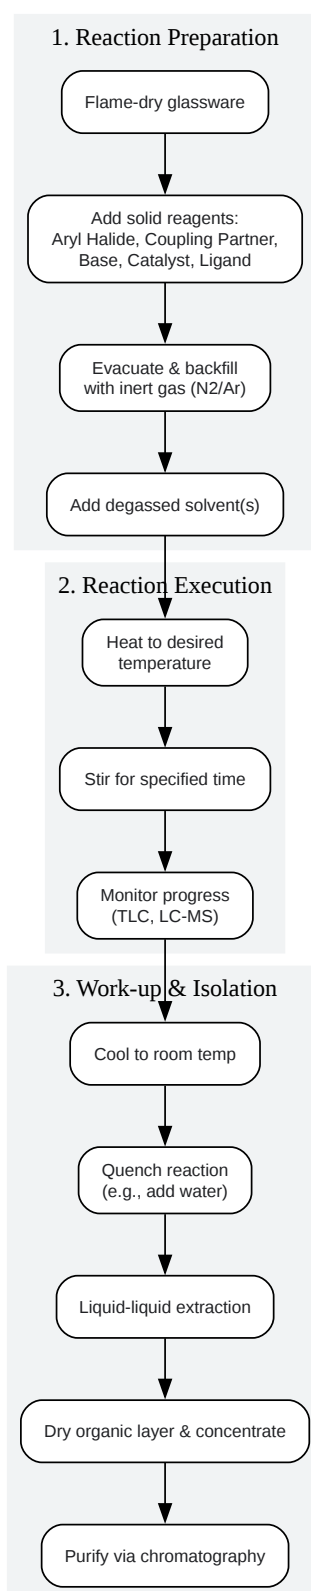 1. Reaction Preparation
Flame-dry glassware
Add solid reagents:
Aryl Halide, Coupling Partner,
Base, Catalyst, Ligand
Evacuate & backfill
with inert gas (N2/Ar)
Add degassed solvent(s)
2. Reaction Execution
Heat to desired
temperature
Stir for specified time
Monitor progress
(TLC, LC-MS)
3. Work-up & Isolation
Cool to room temp
Quench reaction
(e.g., add water)
Liquid-liquid extraction
Dry organic layer & concentrate
Purify via chromatography